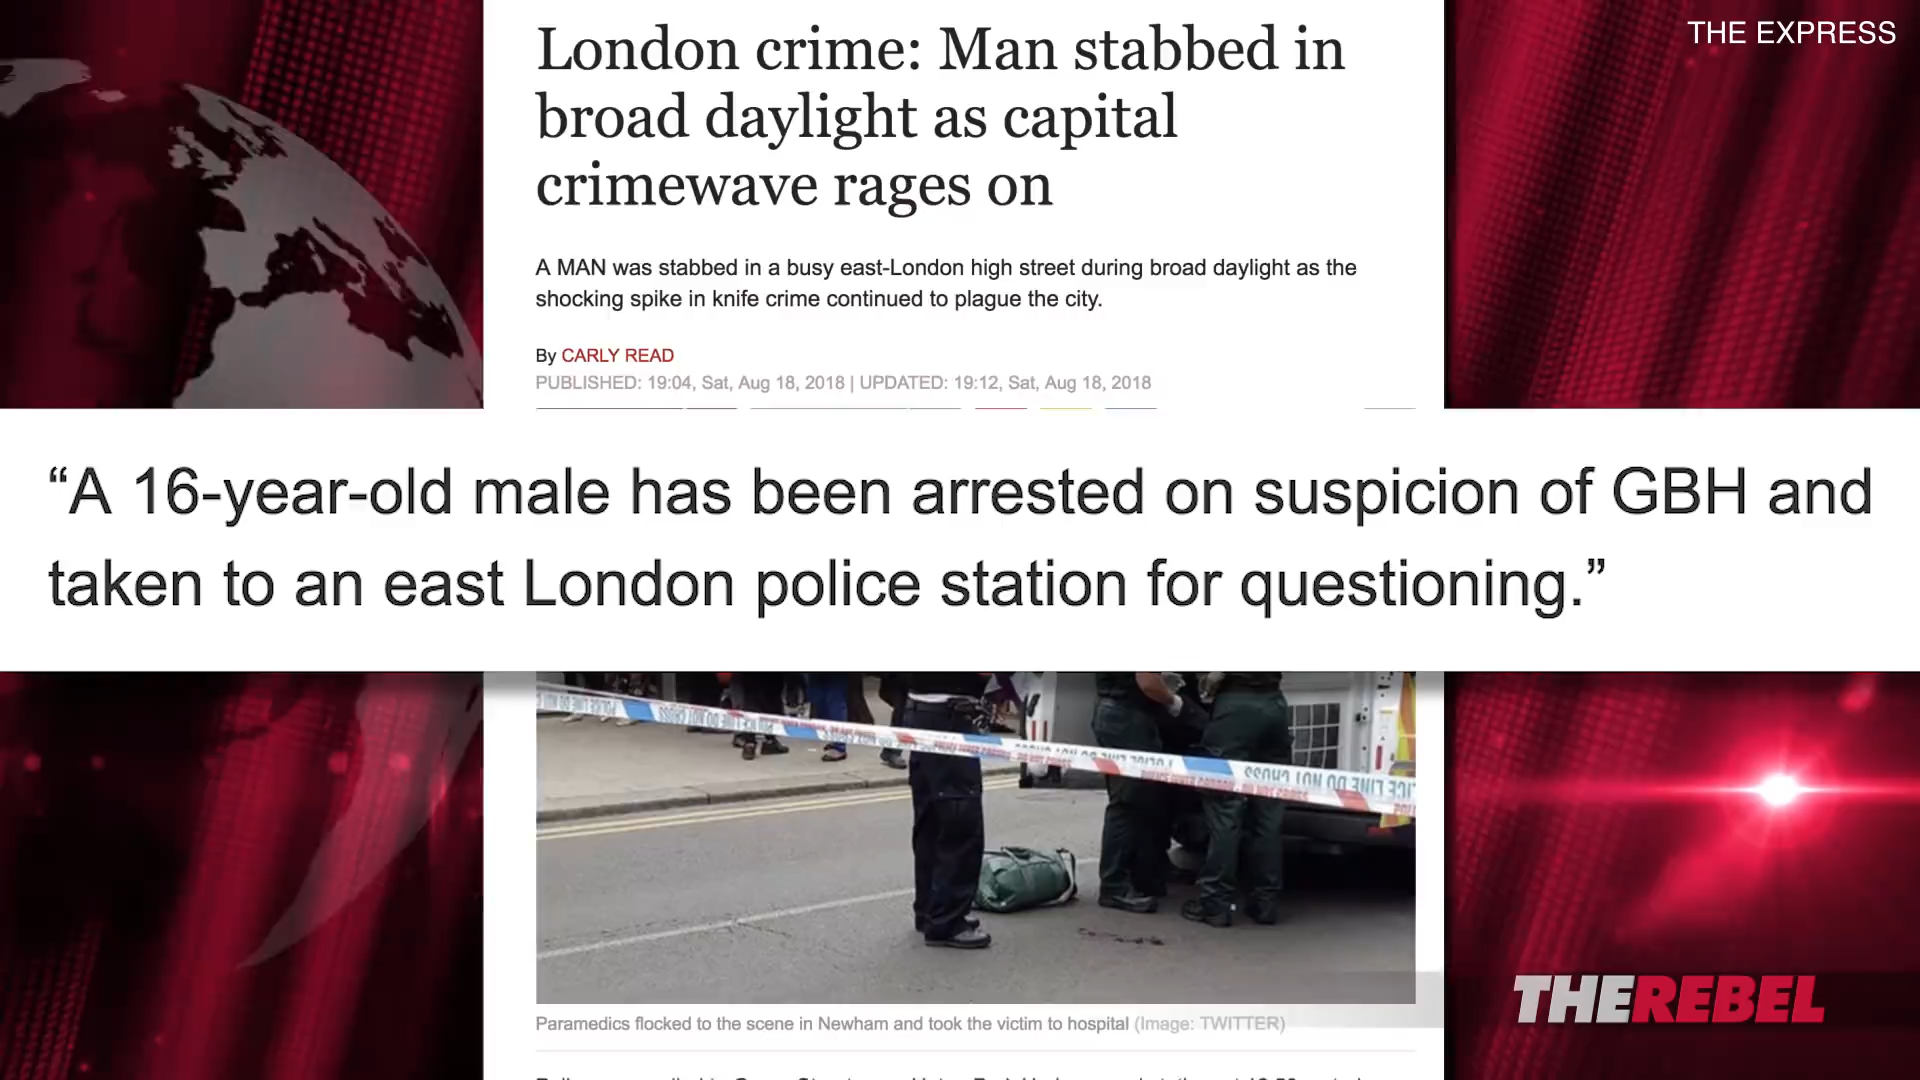 THE EXPRESS
London crime: Man stabbed in
broad daylight as capital
crimewave rages on
A MAN was stabbed in a busy east-London high street during broad daylight as the
shocking spike in knife crime continued to plague the city.
By CARLY READ
PUBLISHED: 19:04, Sat, Aug 18, 2018 | UPDATED: 19:12, Sat, Aug 18, 2018
“A 16-year-old male has been arrested on suspicion of GBH and
taken to an east London police station for questioning.”
THE REBEL
Paramedics flocked to the scene in Newham and took the victim to hospital (Image: TWITTER)